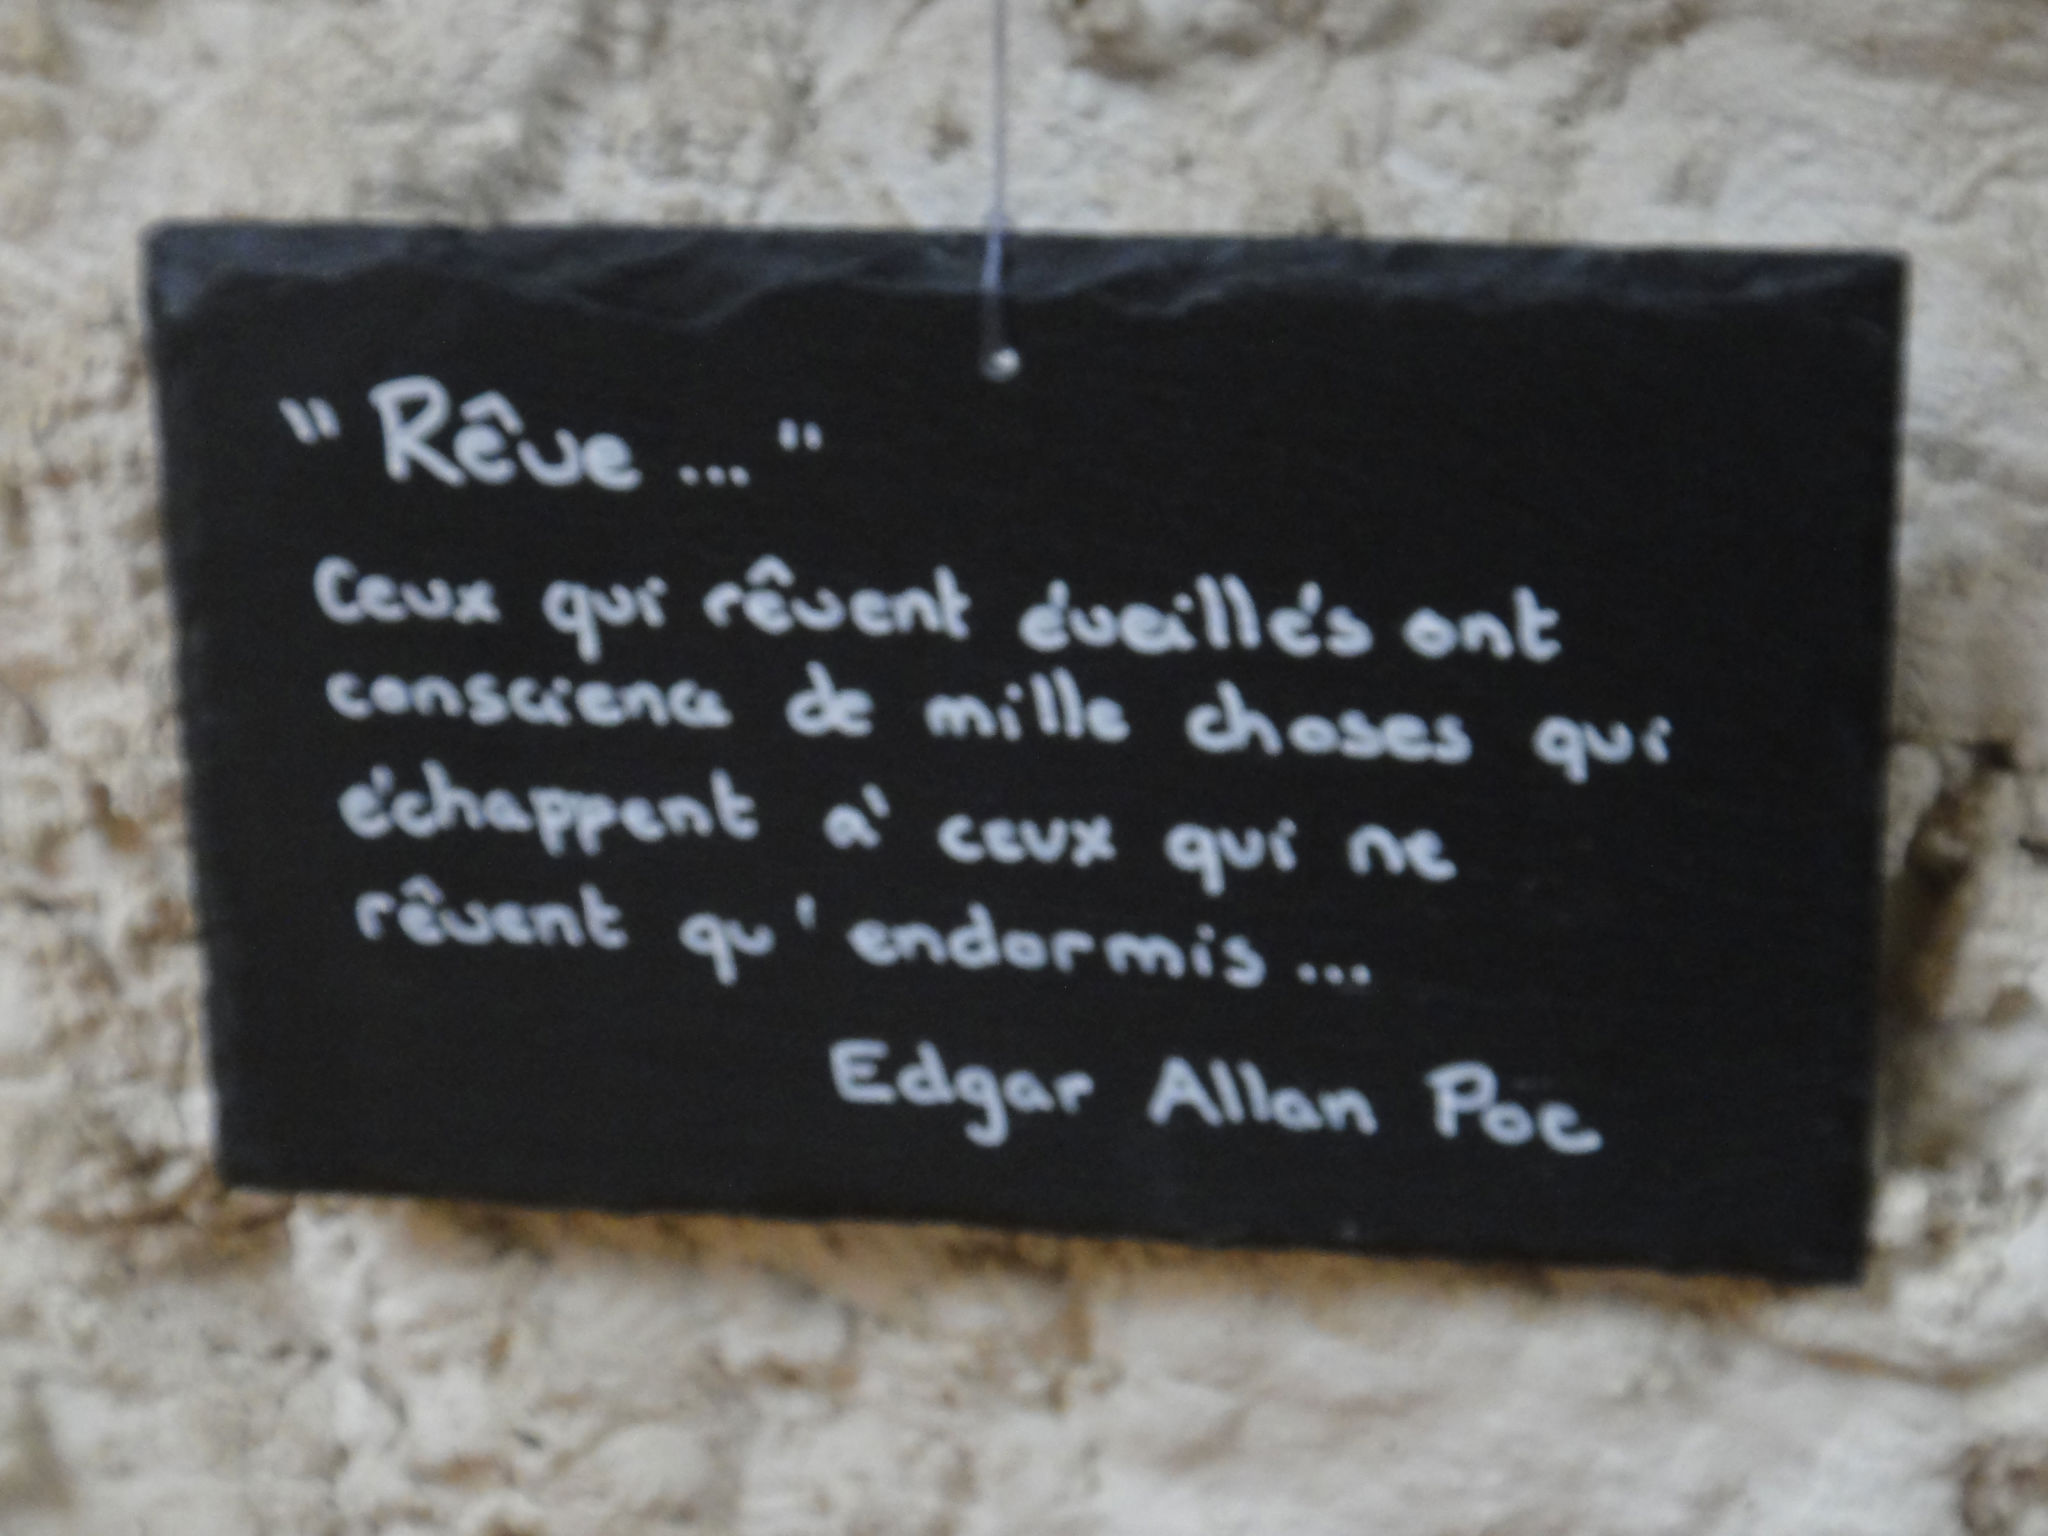 "Rêve..."
Ceux qui rêvent éveillés ont
conscience de mille choses qui
échappent à ceux qui ne
rêvent qu'endormis...
Edgar Allan Poe